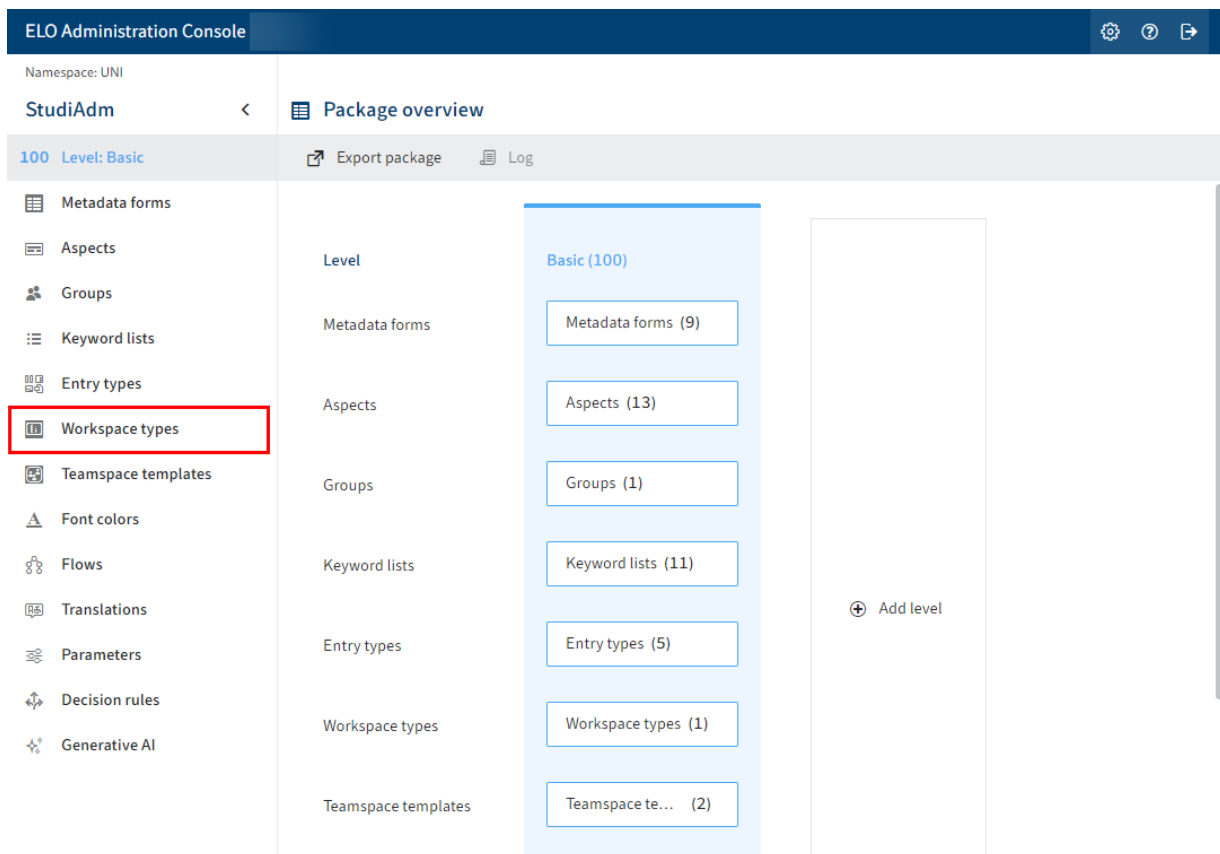 ELO Administration Console
Namespace: UNI
StudiAdm
Package overview
100 Level: Basic
Export package
Log
Metadata forms
Aspects
Groups
Keyword lists
Entry types
Workspace types
Teamspace templates
Font colors
Flows
Translations
Parameters
Decision rules
Generative AI
Level
Basic (100)
Metadata forms
Metadata forms (9)
Aspects
Aspects (13)
Groups
Groups (1)
Keyword lists
Keyword lists (11)
Entry types
Entry types (5)
Workspace types
Workspace types (1)
Teamspace templates
Teamspace te... (2)
Add level